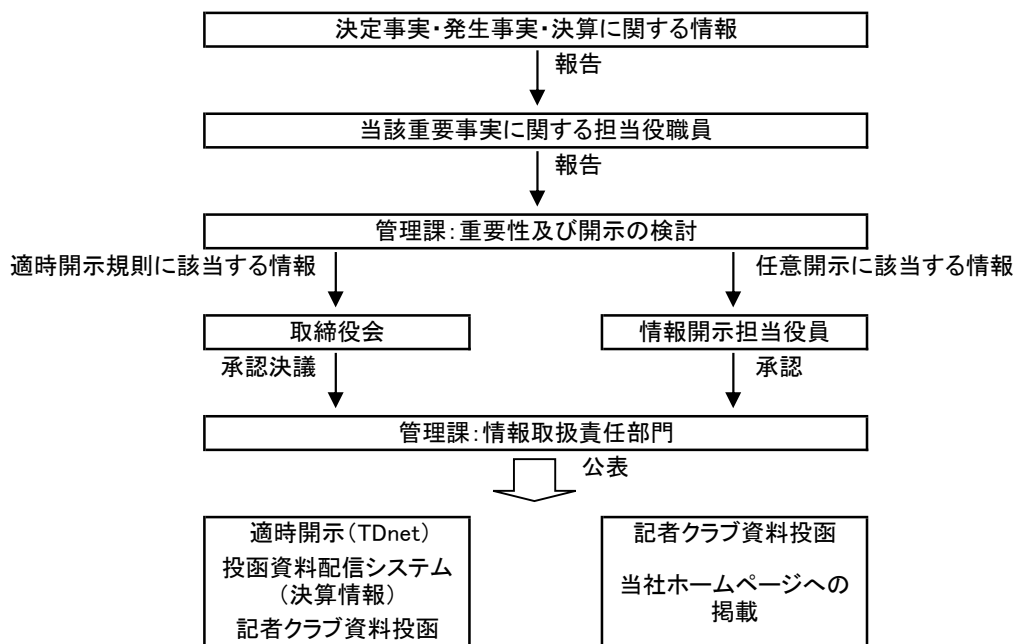 決定事実・発生事実・決算に関する情報
報告
当該重要事実に関する担当役職員
報告
管理課：重要性及び開示の検討
適時開示規則に該当する情報
任意開示に該当する情報
取締役会
情報開示担当役員
承認決議
承認
管理課：情報取扱責任部門
公表
適時開示（TDnet）
投函資料配信システム
（決算情報）
記者クラブ資料投函
記者クラブ資料投函
当社ホームページへの
掲載